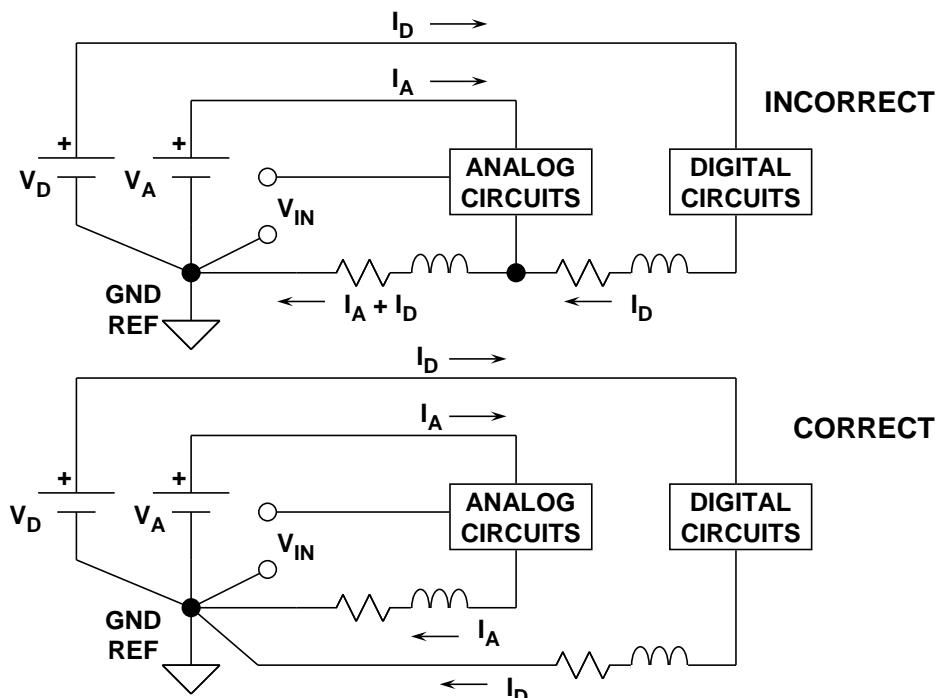 I_D
I_A
INCORRECT
+ +
ANALOG CIRCUITS
DIGITAL CIRCUITS
V_D
V_A
V_IN
GND REF
I_A + I_D
I_D
I_D
I_A
CORRECT
+ +
ANALOG CIRCUITS
DIGITAL CIRCUITS
V_D
V_A
V_IN
GND REF
I_A
I_D